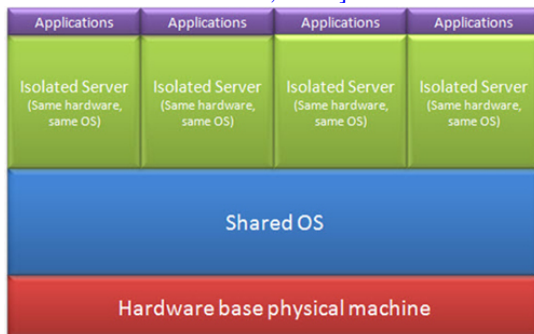 Applications Applications Applications Applications
Isolated Server Isolated Server Isolated Server Isolated Server
(Same hardware, (Same hardware, (Same hardware, (Same hardware,
same OS) same OS) same OS) same OS)
Shared OS
Hardware base physical machine